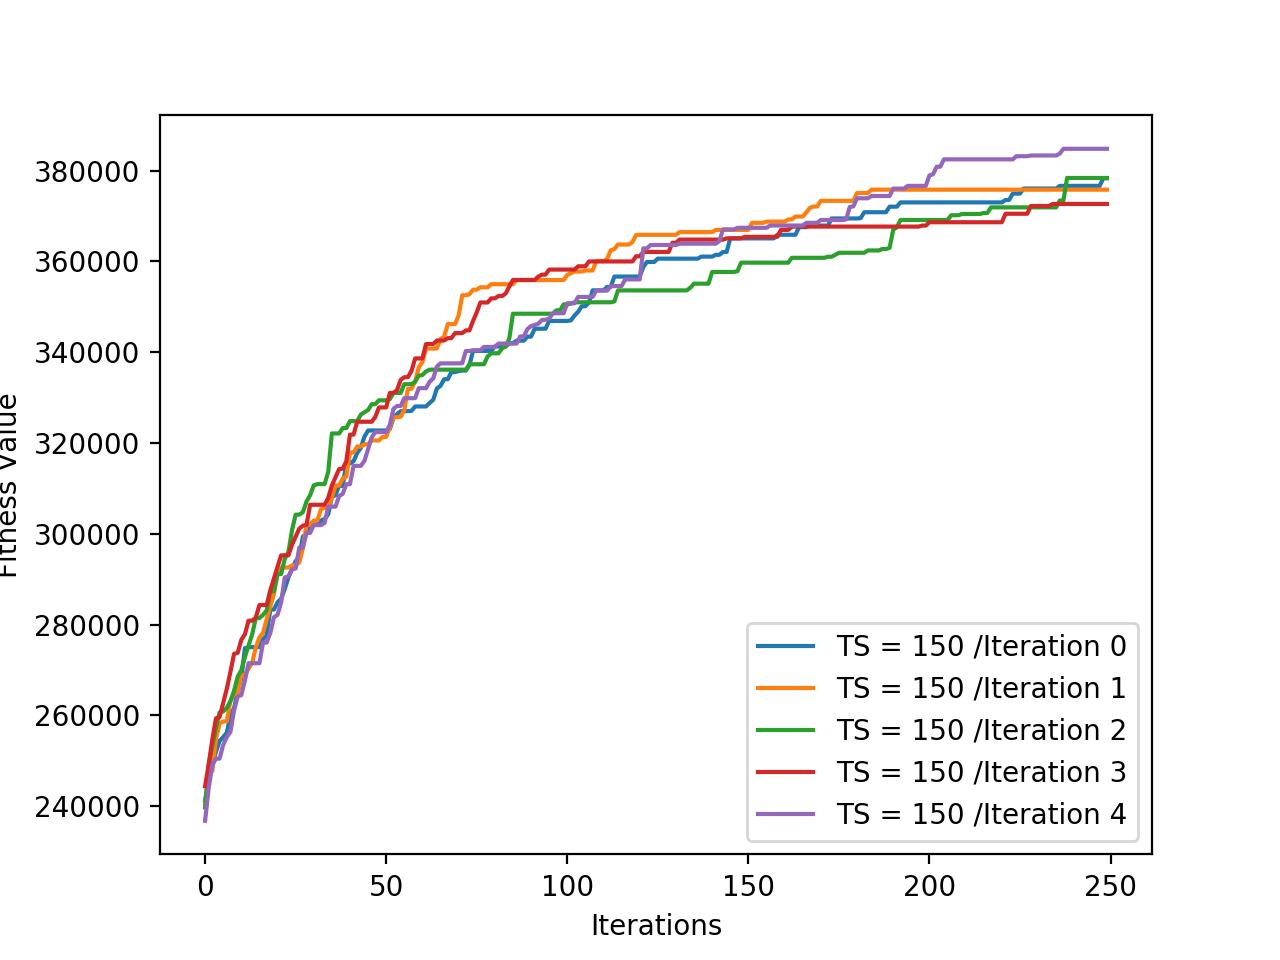 380000
360000
340000
320000
300000
280000
260000
240000
Fitness Value
0 50 100 150 200 250
Iterations
TS = 150 /Iteration 0
TS = 150 /Iteration 1
TS = 150 /Iteration 2
TS = 150 /Iteration 3
TS = 150 /Iteration 4